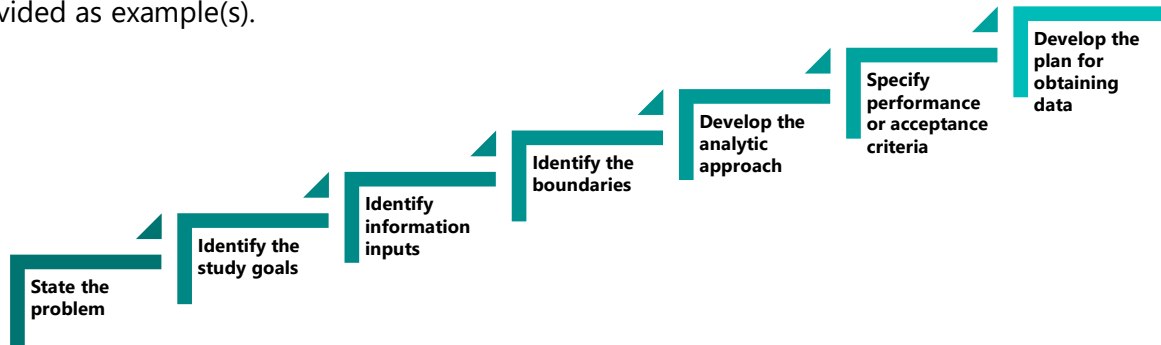 vided as example(s).
State the
problem
Identify the
study goals
Identify
information
inputs
Identify the
boundaries
Develop the
analytic
approach
Specify
performance
or acceptance
criteria
Develop the
plan for
obtaining
data